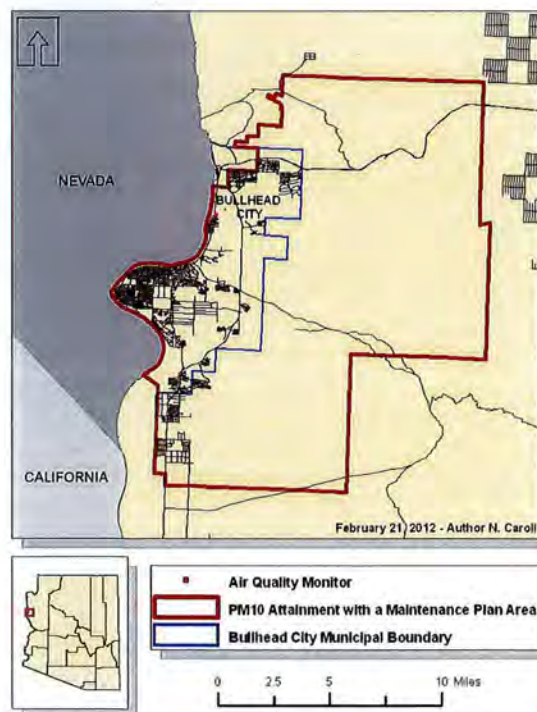 NEVADA
BULLHEAD
CITY
CALIFORNIA
February 21, 2012 - Author N. Caroli
Air Quality Monitor
PM10 Attainment with a Maintenance Plan Area
Bullhead City Municipal Boundary
0 2.5 5 10 Miles